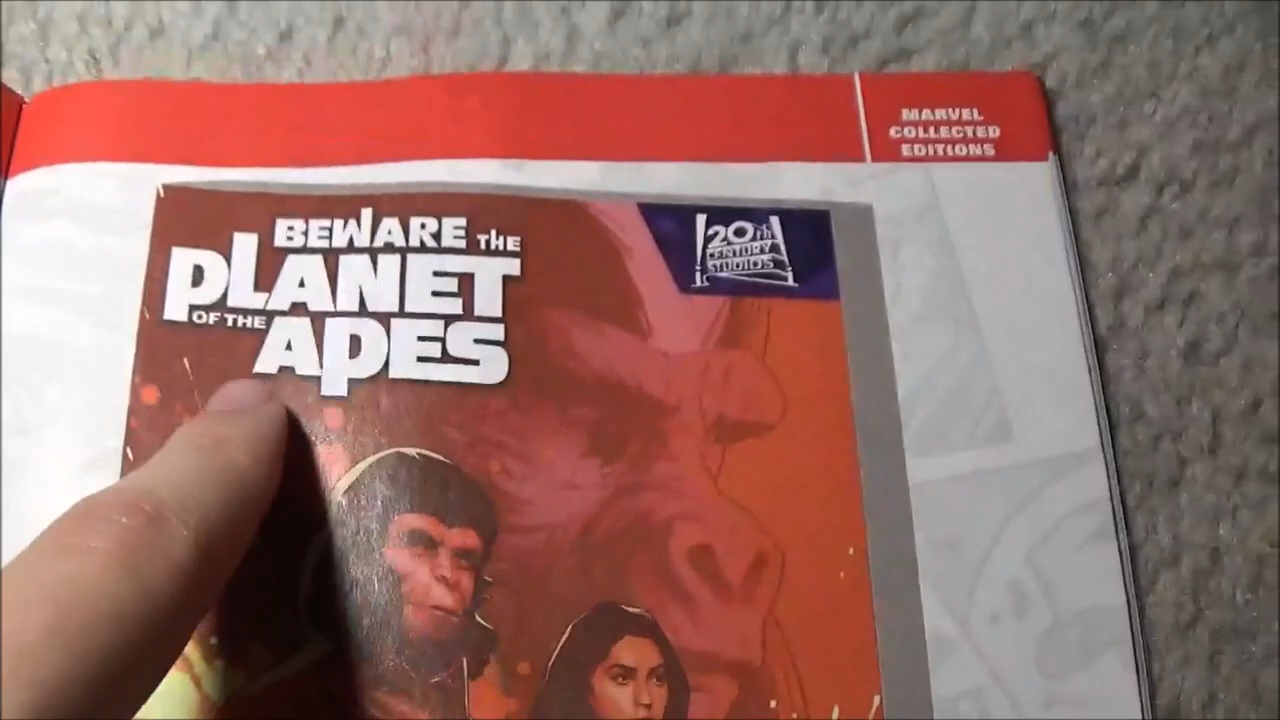 MARVEL
COLLECTED
EDITIONS
BEWARE THE
PLANET
OF THE
APES
20th
CENTURY
STUDIOS